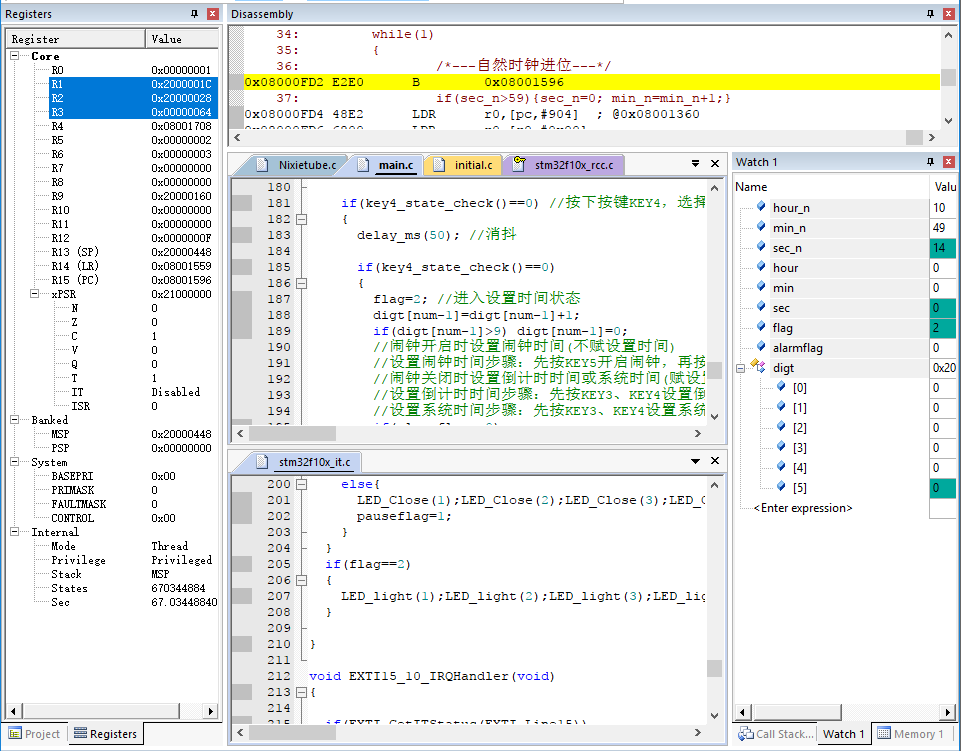 Registers
Register Value
Core
R0 0x00000001
R1 0x2000001C
R2 0x20000028
R3 0x00000064
R4 0x08001708
R5 0x00000002
R6 0x00000003
R7 0x00000000
R8 0x00000000
R9 0x20000160
R10 0x00000000
R11 0x00000000
R12 0x0000000F
R13 (SP) 0x20000448
R14 (LR) 0x08001559
R15 (PC) 0x08001596
xPSR 0x21000000
N 0
Z 0
C 1
V 0
Q 0
T 1
IT Disabled
ISR 0
Banked
MSP 0x20000448
PSP 0x00000000
System
BASEPRI 0x00
PRIMASK 0
FAULTMASK 0
CONTROL 0x00
Internal
Mode Thread
Privilege Privileged
Stack MSP
States 670344884
Sec 67.03448840
Project Registers
Disassembly
34: while(1)
35: {
36: /*---自然时钟进位---*/
0x08000FD2 E2E0 B 0x08001596
37: if(sec_n>59){sec_n=0; min_n=min_n+1;}
0x08000FD4 48E2 LDR r0,[pc,#904] ; @0x08001360
Nixietube.c main.c initial.c stm32f10x_rcc.c
180
181 if(key4_state_check()==0) //按下按键KEY4，选择
182 {
183 delay_ms(50); //消抖
184
185 if(key4_state_check()==0)
186 {
187 flag=2; //进入设置时间状态
188 digt[num-1]=digt[num-1]+1;
189 if(digt[num-1]>9) digt[num-1]=0;
190 //闹钟开启时设置闹钟时间(不赋设置时间)
191 //设置闹钟时间步骤：先按KEY5开启闹钟，再按
192 //闹钟关闭时设置倒计时时间或系统时间(赋设
193 //设置倒计时时间步骤：先按KEY3、KEY4设置倒
194 //设置系统时间步骤：先按KEY3、KEY4设置系统
stm32f10x_it.c
200 else{
201 LED_Close(1);LED_Close(2);LED_Close(3);LED_C
202 pauseflag=1;
203 }
204 }
205 if(flag==2)
206 {
207 LED_light(1);LED_light(2);LED_light(3);LED_lig
208 }
209
210 }
211
212 void EXTI15_10_IRQHandler(void)
213 {
214
215 if(EXTI_GetITStatus(EXTI_Line15))
Watch 1
Name Valu
hour_n 10
min_n 49
sec_n 14
hour 0
min 0
sec 0
flag 2
alarmflag 0
digt 0x20
[0] 0
[1] 0
[2] 0
[3] 0
[4] 0
[5] 0
<Enter expression>
Call Stack... Watch 1 Memory 1